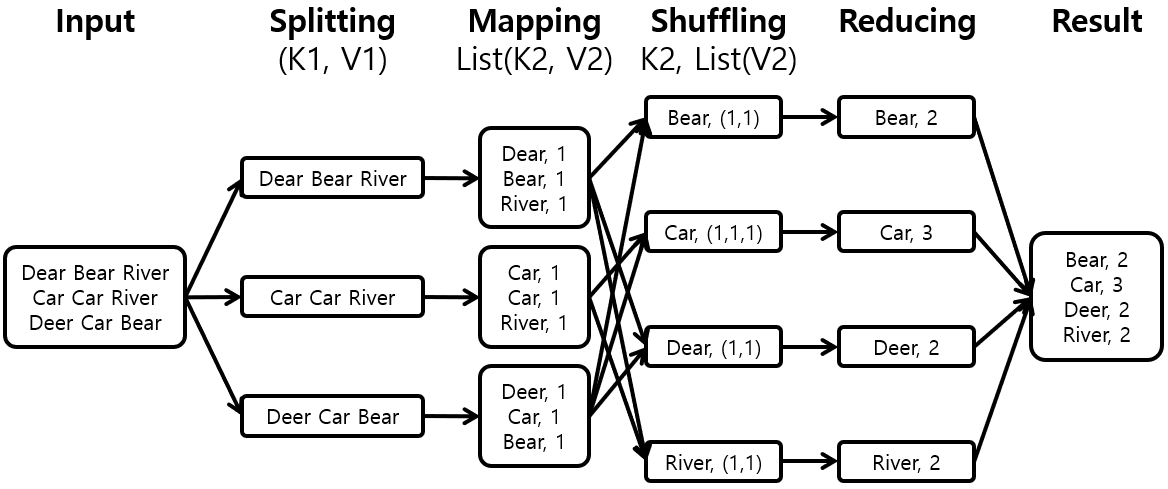 Input
Splitting
(K1, V1)
Mapping
List(K2, V2)
Shuffling
K2, List(V2)
Reducing
Result
Dear Bear River
Car Car River
Deer Car Bear
Dear Bear River
Car Car River
Deer Car Bear
Dear, 1
Bear, 1
River, 1
Car, 1
Car, 1
River, 1
Deer, 1
Car, 1
Bear, 1
Bear, (1,1)
Car, (1,1,1)
Dear, (1,1)
River, (1,1)
Bear, 2
Car, 3
Deer, 2
River, 2
Bear, 2
Car, 3
Deer, 2
River, 2